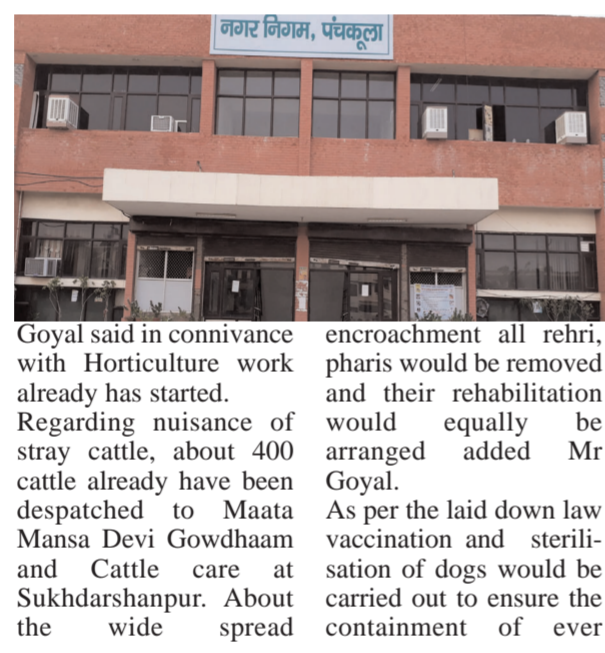 नगर निगम, पंचकूला
Goyal said in connivance
with Horticulture work
already has started.
Regarding nuisance of
stray cattle, about 400
cattle already have been
despatched to Maata
Mansa Devi Gowdhaam
and Cattle care at
Sukhdarshanpur. About
the wide spread
encroachment all rehri,
pharis would be removed
and their rehabilitation
would equally be
arranged added Mr
Goyal.
As per the laid down law
vaccination and sterili-
sation of dogs would be
carried out to ensure the
containment of ever